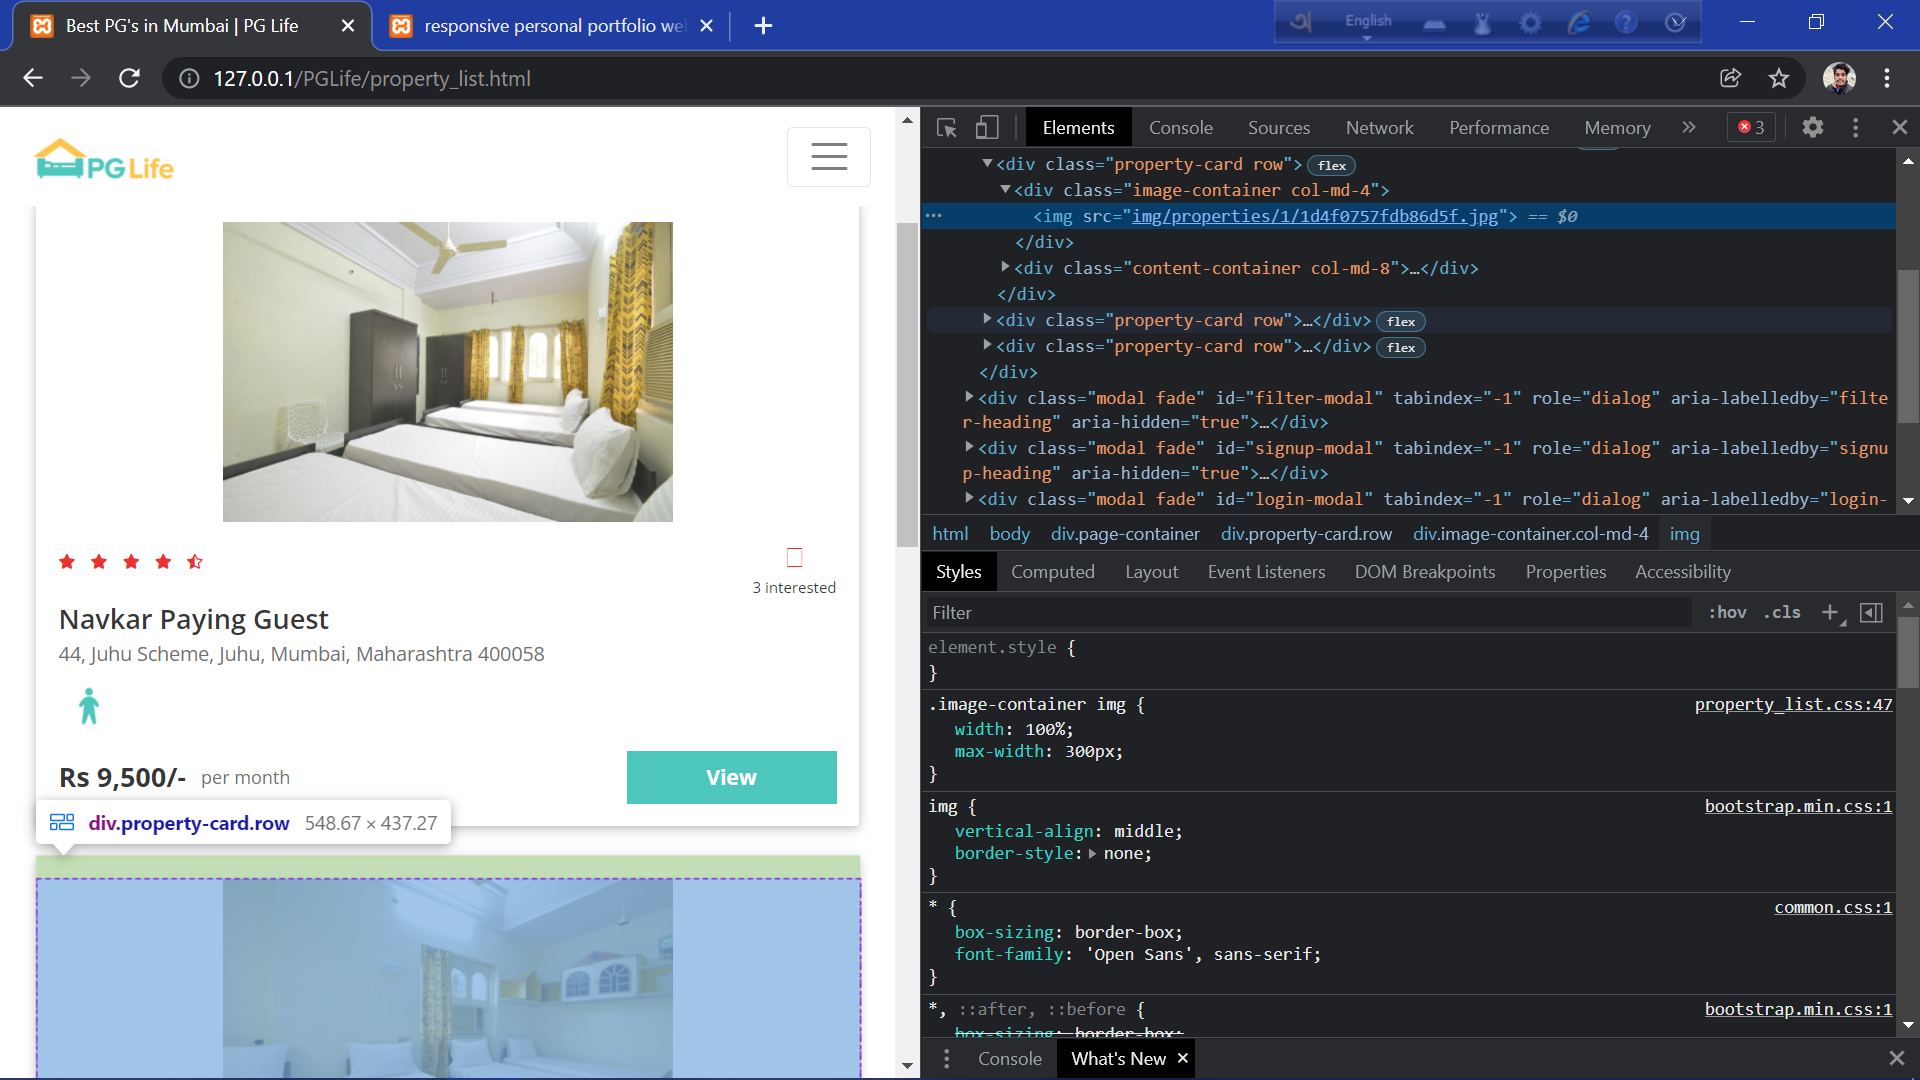 Best PG's in Mumbai | PG Life
responsive personal portfolio we
English
127.0.0.1/PGLife/property_list.html
PG Life
3 interested
Navkar Paying Guest
44, Juhu Scheme, Juhu, Mumbai, Maharashtra 400058
Rs 9,500/- per month
View
div.property-card.row 548.67 × 437.27
Elements Console Sources Network Performance Memory » 3
<div class="property-card row"> flex
<div class="image-container col-md-4">
<img src="img/properties/1/1d4f0757fdb86d5f.jpg"> == $0
</div>
<div class="content-container col-md-8">…</div>
</div>
<div class="property-card row">…</div> flex
<div class="property-card row">…</div> flex
</div>
<div class="modal fade" id="filter-modal" tabindex="-1" role="dialog" aria-labelledby="filte
r-heading" aria-hidden="true">…</div>
<div class="modal fade" id="signup-modal" tabindex="-1" role="dialog" aria-labelledby="signu
p-heading" aria-hidden="true">…</div>
<div class="modal fade" id="login-modal" tabindex="-1" role="dialog" aria-labelledby="login-
html body div.page-container div.property-card.row div.image-container.col-md-4 img
Styles Computed Layout Event Listeners DOM Breakpoints Properties Accessibility
Filter :hov .cls +
element.style {
}
.image-container img { property_list.css:47
width: 100%;
max-width: 300px;
}
img { bootstrap.min.css:1
vertical-align: middle;
border-style: none;
}
* { common.css:1
box-sizing: border-box;
font-family: 'Open Sans', sans-serif;
}
*, ::after, ::before { bootstrap.min.css:1
box-sizing: border-box;
Console What's New